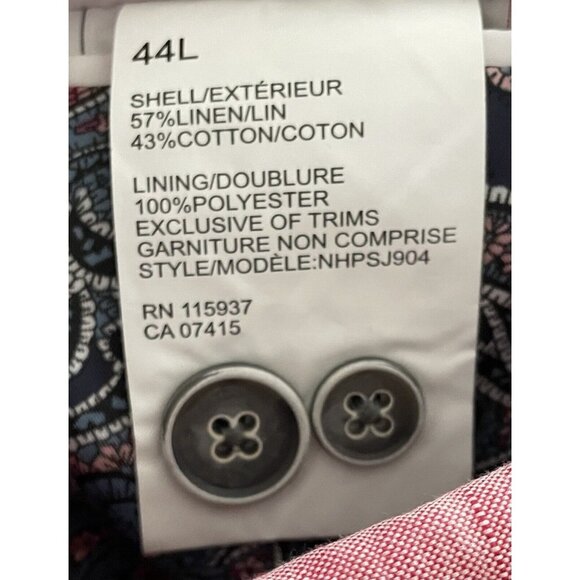 44L
SHELL/EXTÉRIEUR
57%LINEN/LIN
43%COTTON/COTON
LINING/DOUBLURE
100%POLYESTER
EXCLUSIVE OF TRIMS
GARNITURE NON COMPRISE
STYLE/MODÈLE:NHPSJ904
RN 115937
CA 07415